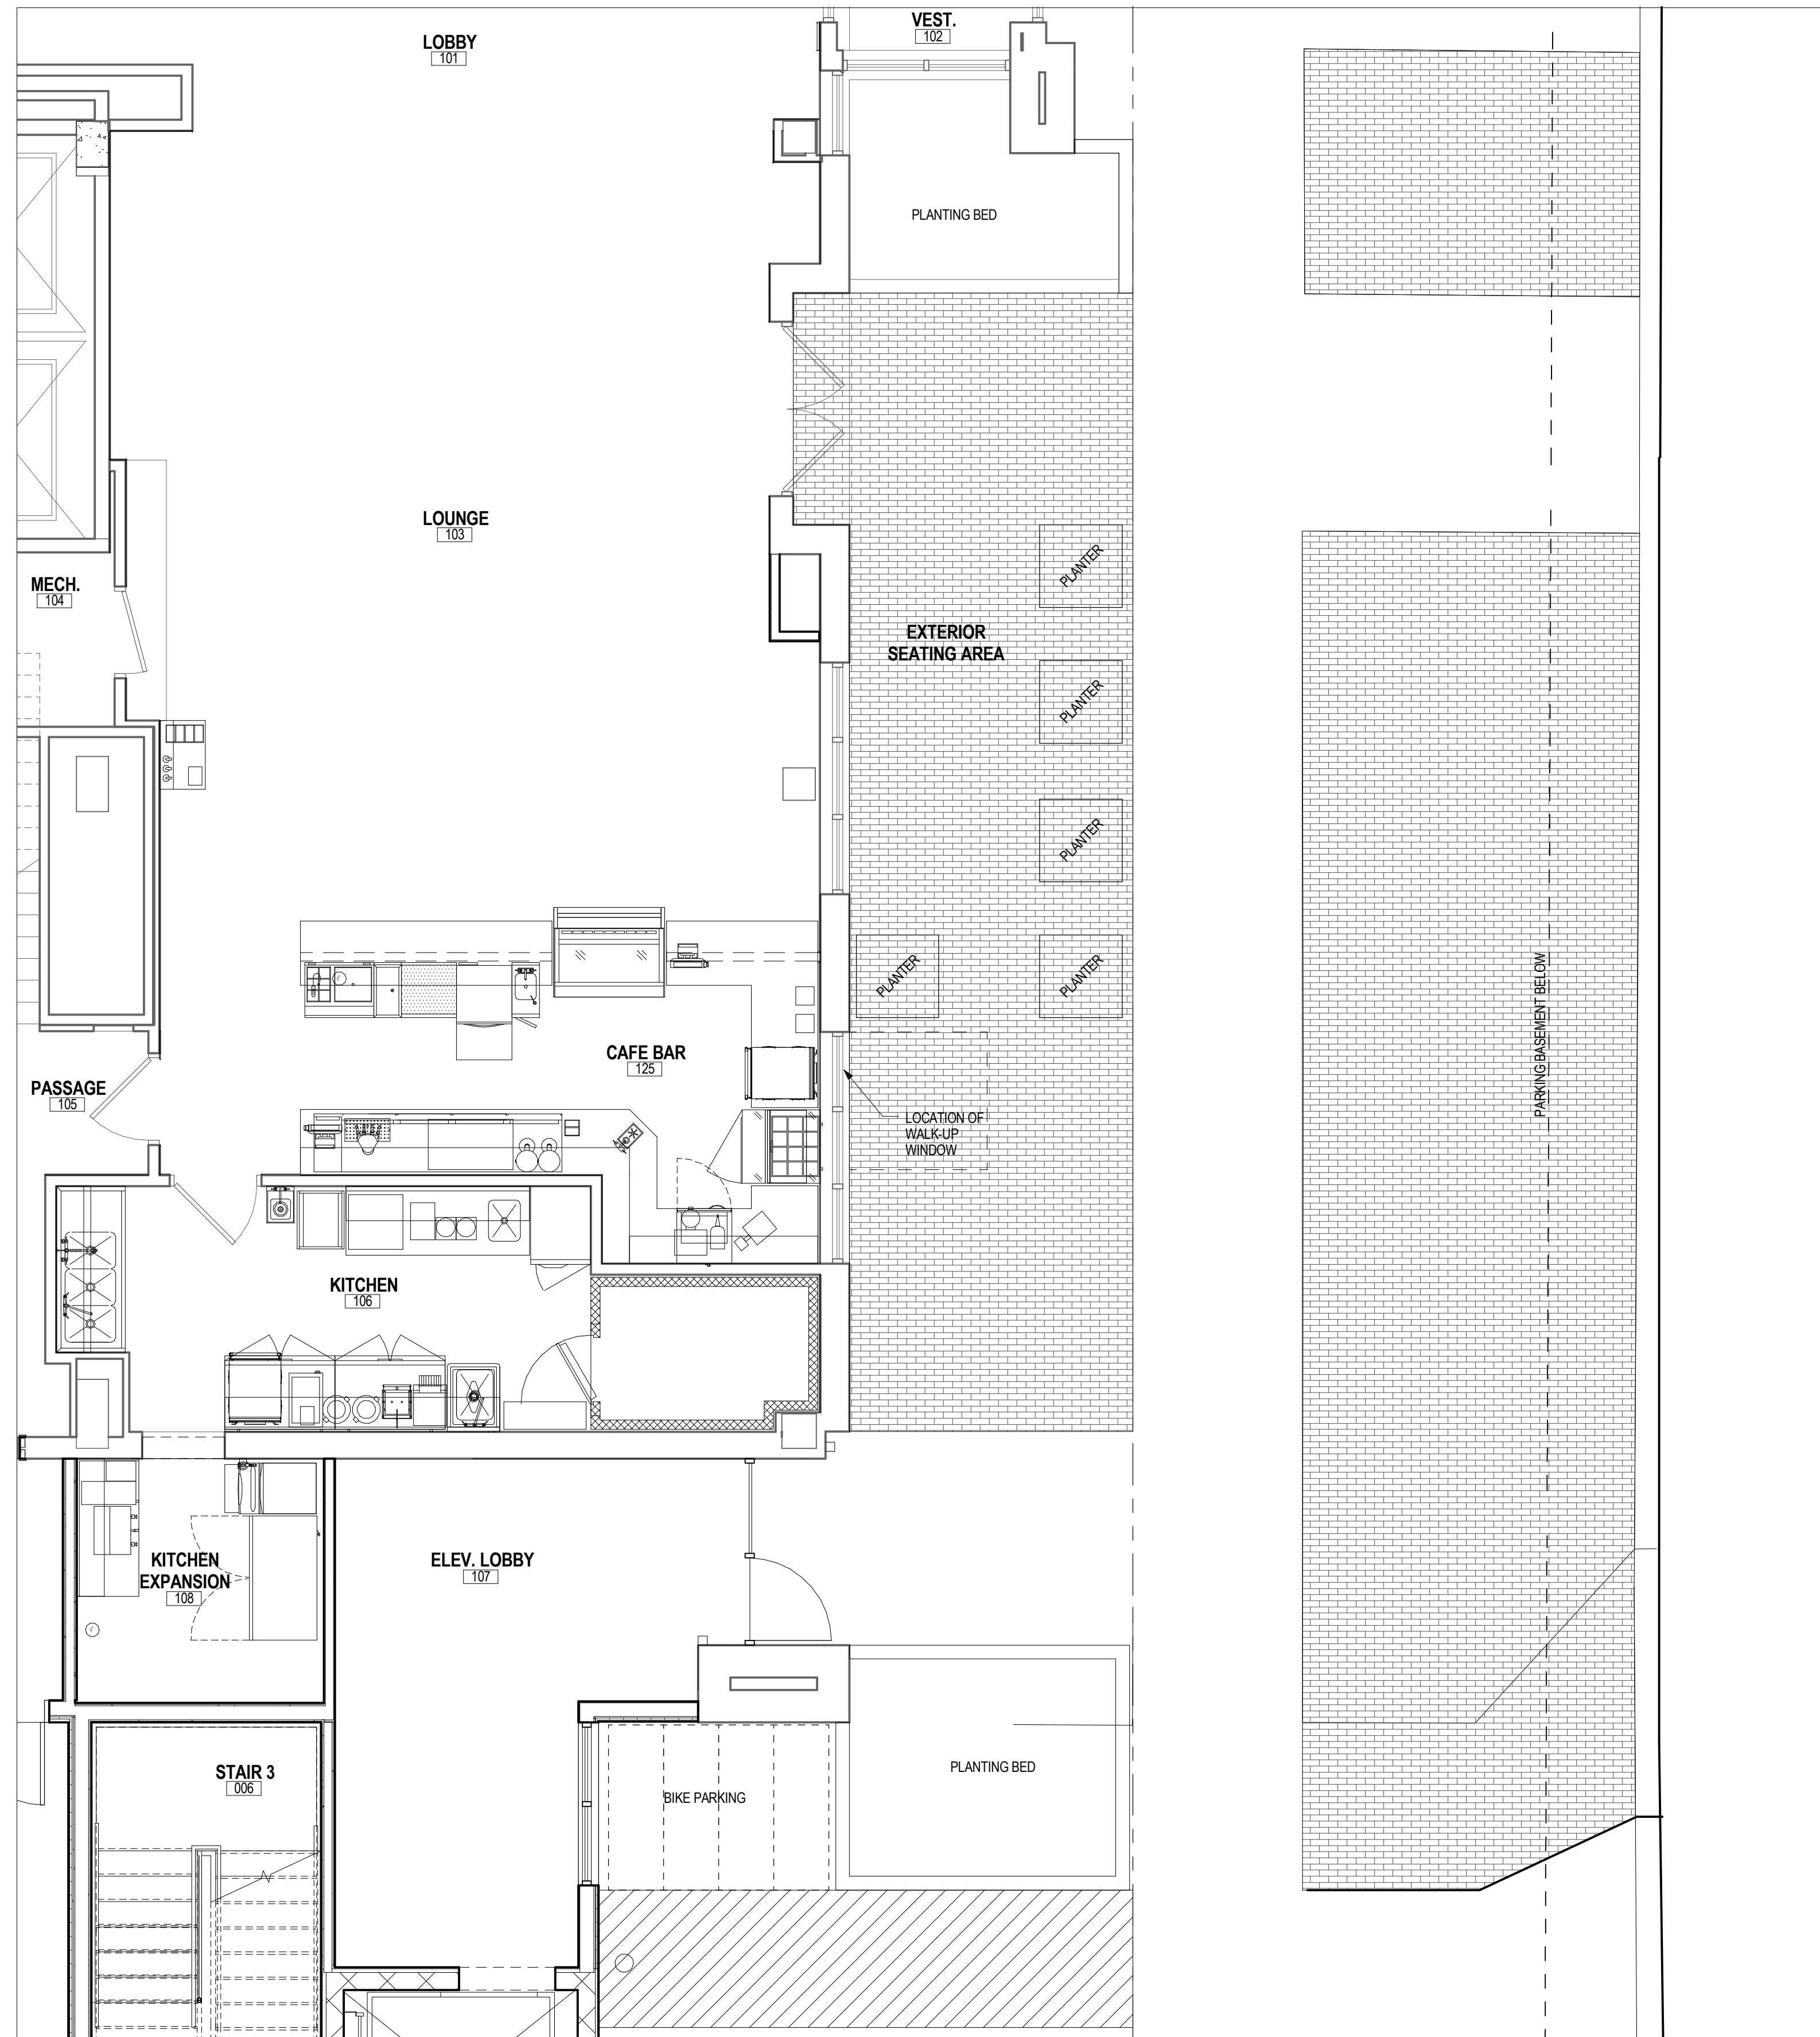 VEST.
102
LOBBY
101
PLANTING BED
LOUNGE
103
PLANTER
MECH.
104
EXTERIOR
SEATING AREA
PLANTER
PLANTER
PLANTER
PLANTER
CAFE BAR
125
PASSAGE
105
LOCATION OF
WALK-UP
WINDOW
PARKING BASEMENT BELOW
KITCHEN
106
KITCHEN
EXPANSION
108
ELEV. LOBBY
107
STAIR 3
006
PLANTING BED
BIKE PARKING